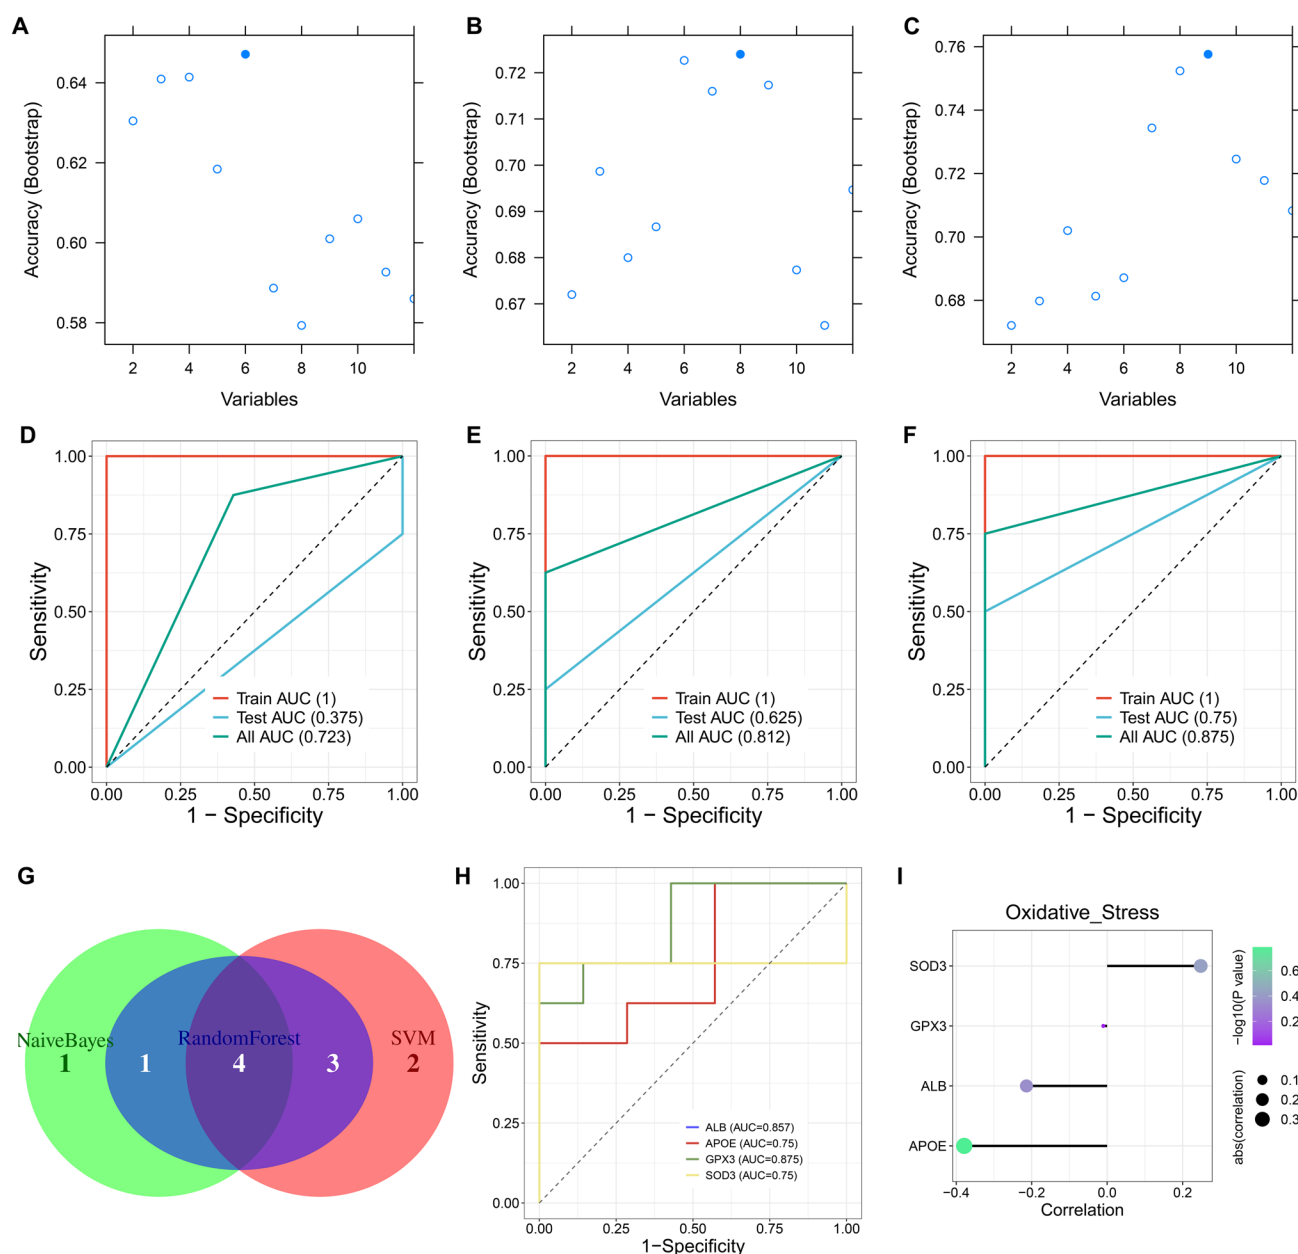 A
Accuracy (Bootstrap)
0.64
0.62
0.60
0.58
2 4 6 8 10
Variables
B
Accuracy (Bootstrap)
0.72
0.71
0.70
0.69
0.68
0.67
2 4 6 8 10
Variables
C
Accuracy (Bootstrap)
0.76
0.74
0.72
0.70
0.68
2 4 6 8 10
Variables
D
Sensitivity
1.00
0.75
0.50
0.25
0.00
Train AUC (1)
Test AUC (0.375)
All AUC (0.723)
0.00 0.25 0.50 0.75 1.00
1 − Specificity
E
Sensitivity
1.00
0.75
0.50
0.25
0.00
Train AUC (1)
Test AUC (0.625)
All AUC (0.812)
0.00 0.25 0.50 0.75 1.00
1 − Specificity
F
Sensitivity
1.00
0.75
0.50
0.25
0.00
Train AUC (1)
Test AUC (0.75)
All AUC (0.875)
0.00 0.25 0.50 0.75 1.00
1 − Specificity
G
NaiveBayes RandomForest SVM
1 1 4 3 2
H
Sensitivity
1.00
0.75
0.50
0.25
0.00
ALB (AUC=0.857)
APOE (AUC=0.75)
GPX3 (AUC=0.875)
SOD3 (AUC=0.75)
0.00 0.25 0.50 0.75 1.00
1−Specificity
I
Oxidative_Stress
SOD3
GPX3
ALB
APOE
−0.4 −0.2 0.0 0.2
Correlation
−log10(P value)
0.6
0.4
0.2
abs(correlation)
0.1
0.2
0.3